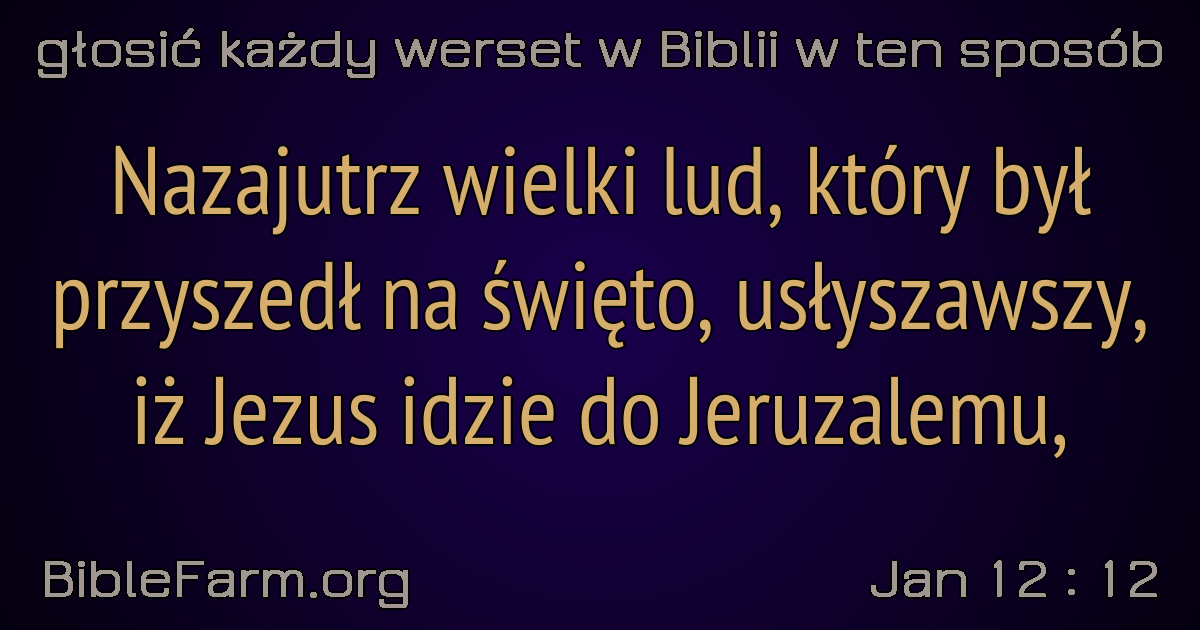 głosić każdy werset w Biblii w ten sposób
Nazajutrz wielki lud, który był
przyszedł na święto, usłyszawszy,
iż Jezus idzie do Jeruzalemu,
BibleFarm.org
Jan 12 : 12